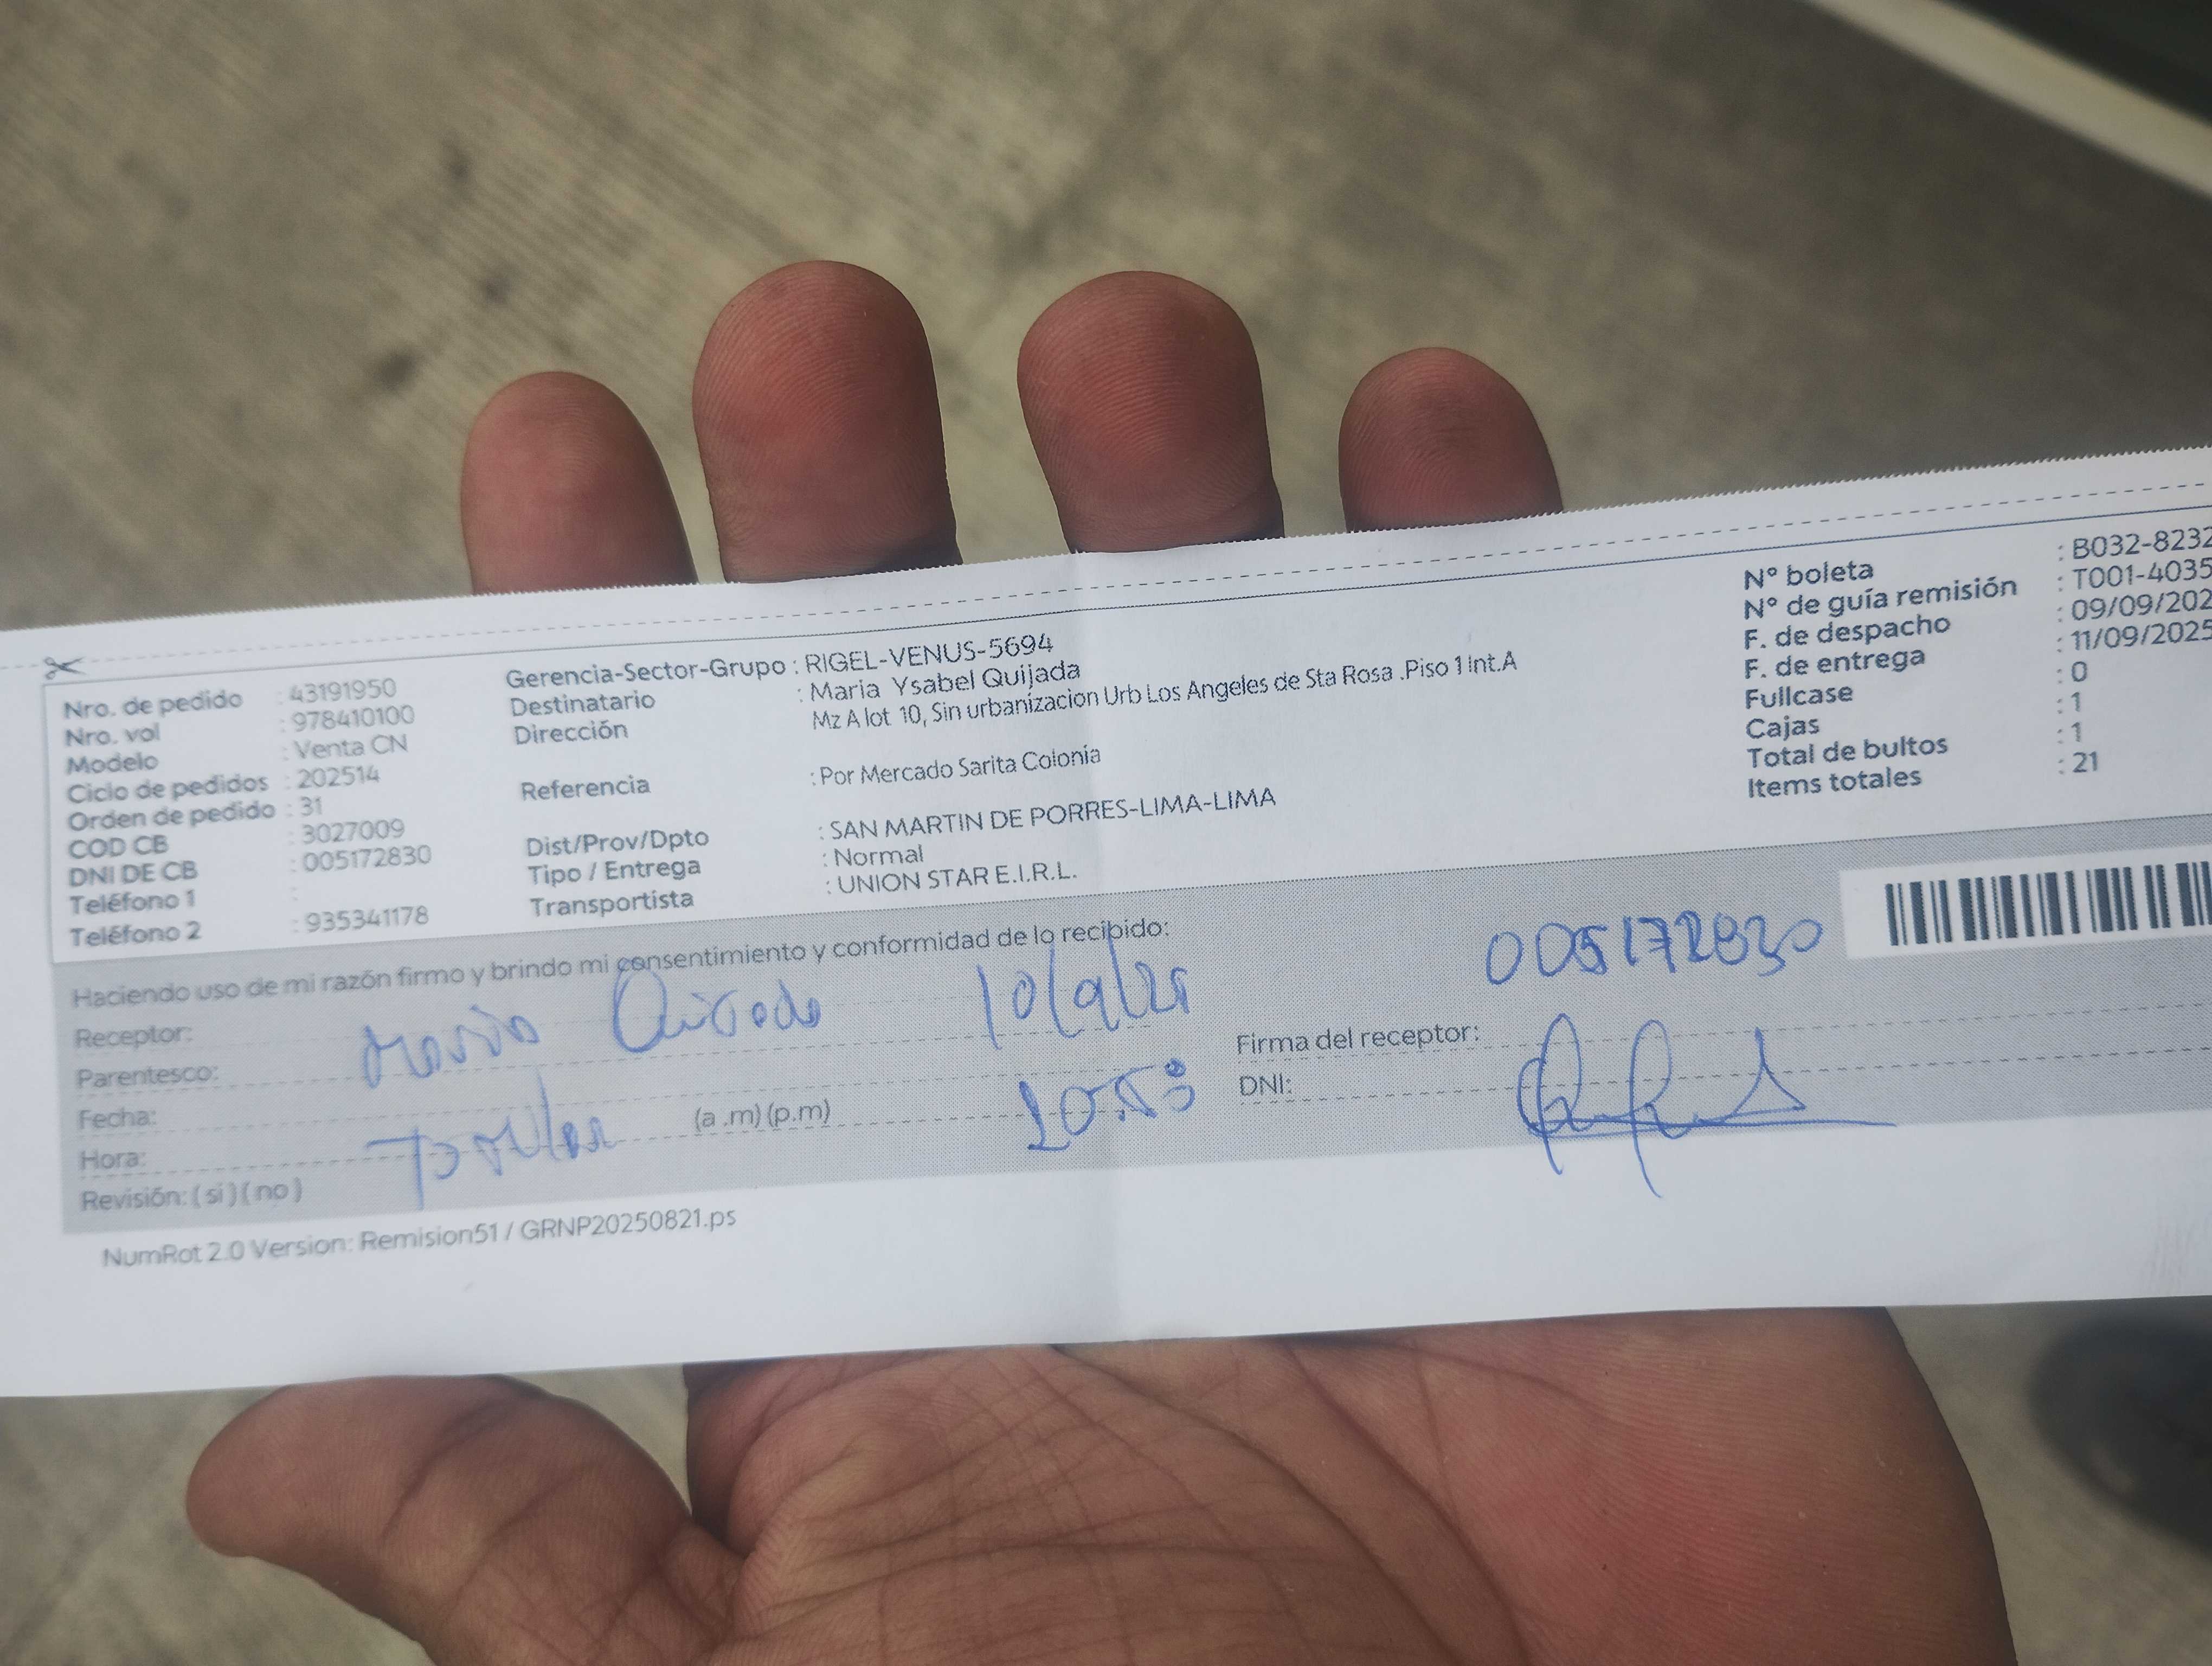 Nro. de pedido : 43191950
Nro. vol : 978410100
Modelo : Venta CN
Ciclo de pedidos : 202514
Orden de pedido : 31
COD CB : 3027009
DNI DE CB : 005172830
Teléfono 1 :
Teléfono 2 : 935341178
Gerencia-Sector-Grupo : RIGEL-VENUS-5694
Destinatario : Maria Ysabel Quijada
Dirección Mz A lot 10, Sin urbanizacion Urb Los Angeles de Sta Rosa .Piso 1 Int.A
Referencia : Por Mercado Sarita Colonia
Dist/Prov/Dpto : SAN MARTIN DE PORRES-LIMA-LIMA
Tipo / Entrega : Normal
Transportista : UNION STAR E.I.R.L.
N° boleta : B032-8232
N° de guía remisión : T001-4035
F. de despacho : 09/09/202
F. de entrega : 11/09/2025
Fullcase : 0
Cajas : 1
Total de bultos : 1
Items totales : 21
Haciendo uso de mi razón firmo y brindo mi consentimiento y conformidad de lo recibido:
005172830
Receptor:
Parentesco:
Fecha:
Hora: (a .m) (p.m)
Revisión: ( si ) ( no )
Firma del receptor:
DNI:
NumRot 2.0 Version: Remision51 / GRNP20250821.ps